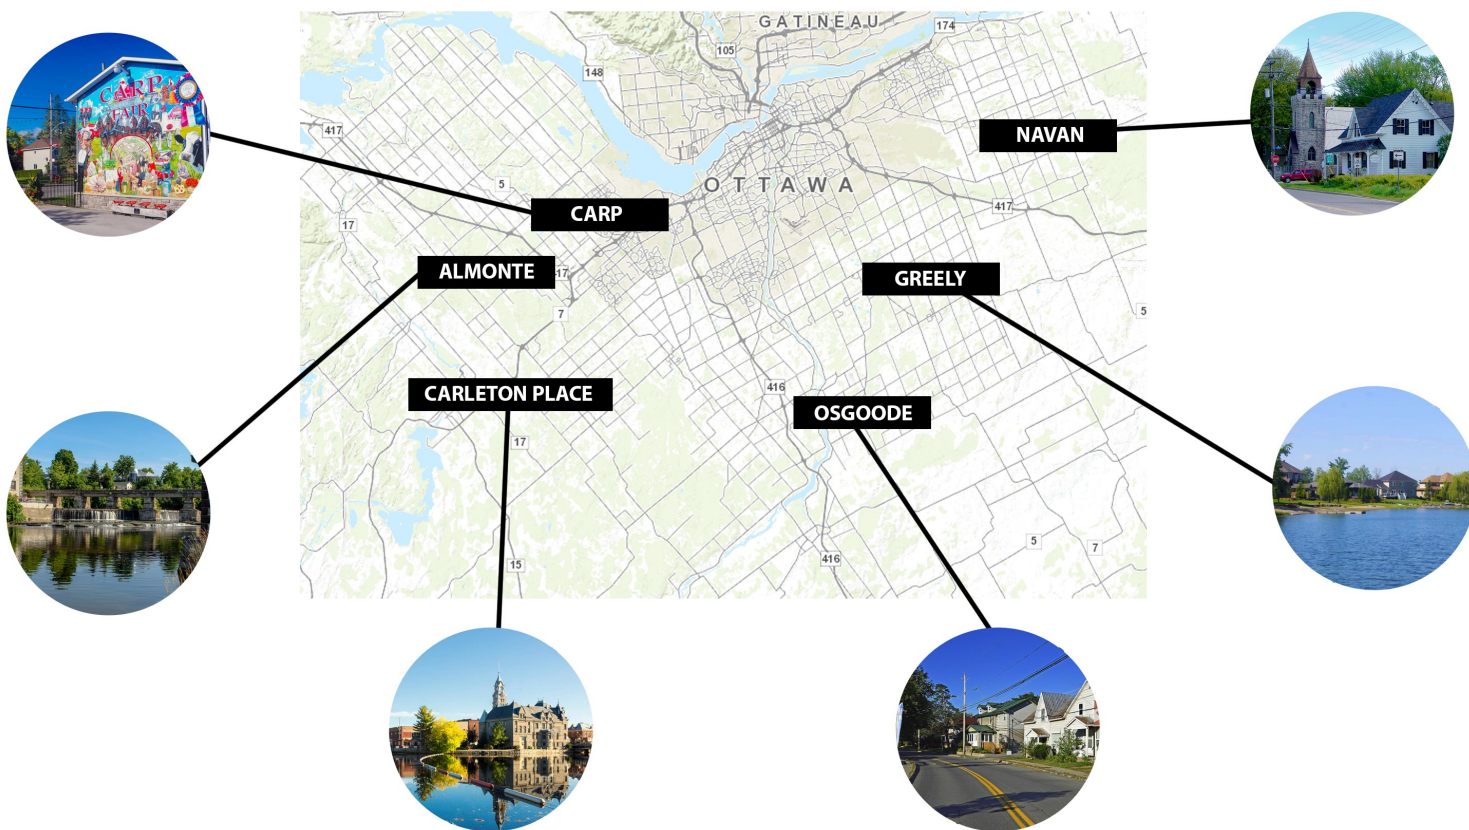 GATINEAU
174
105
148
CARP
FAIR
417
NAVAN
5
OTTAWA
417
CARP
17
ALMONTE
17
GREELY
7
5
416
CARLETON PLACE
OSGOODE
17
5
7
416
15